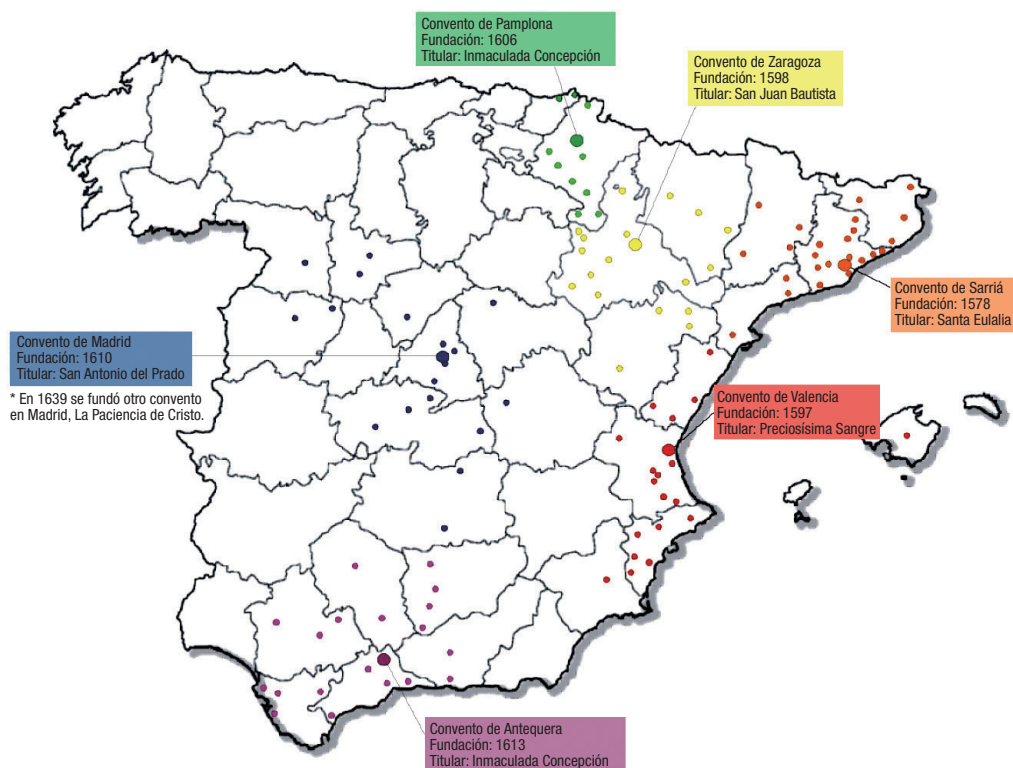 Convento de Pamplona
Fundación: 1606
Titular: Inmaculada Concepción
Convento de Zaragoza
Fundación: 1598
Titular: San Juan Bautista
Convento de Sarriá
Fundación: 1578
Titular: Santa Eulalia
Convento de Madrid
Fundación: 1610
Titular: San Antonio del Prado
* En 1639 se fundó otro convento
en Madrid, La Paciencia de Cristo.
Convento de Valencia
Fundación: 1597
Titular: Preciosísima Sangre
Convento de Antequera
Fundación: 1613
Titular: Inmaculada Concepción